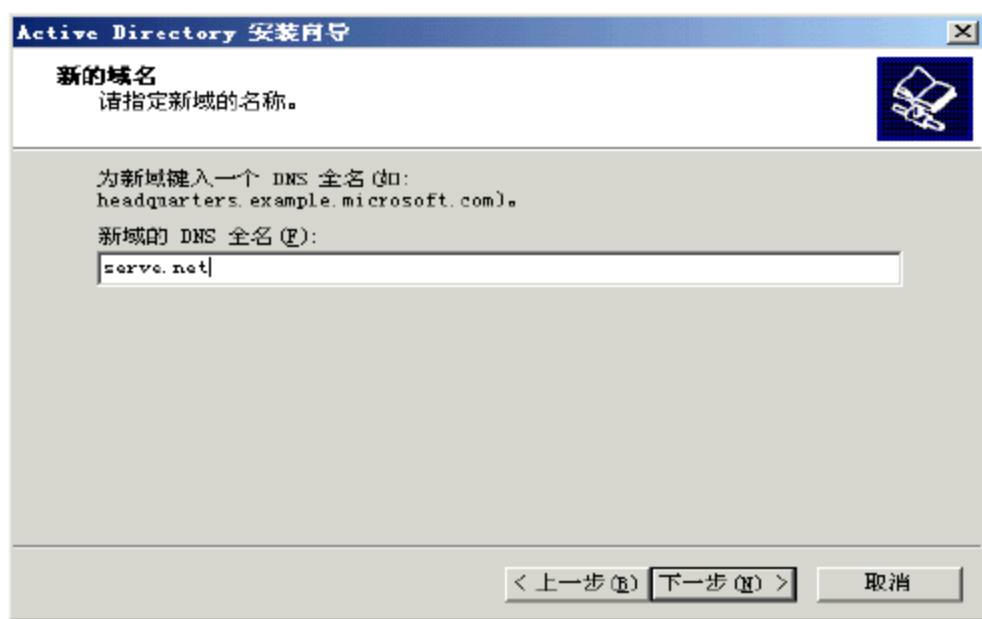 Active Directory 安装向导
新的域名
请指定新域的名称。
为新域键入一个 DNS 全名(如:
headquarters.example.microsoft.com)。
新域的 DNS 全名(F):
serve.net
< 上一步(B) 下一步(N) > 取消